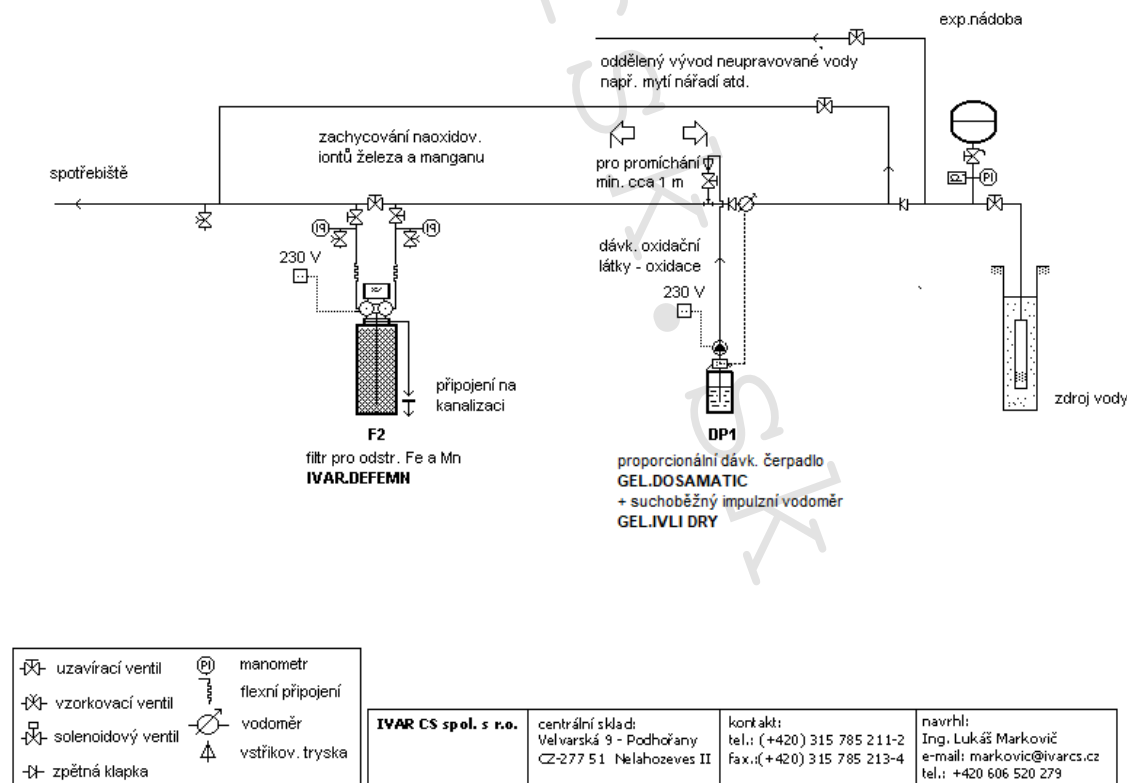 exp.nádoba
oddělený vývod neupravované vody
např. mytí nářadí atd.
zachycování naoxidov.
iontů železa a manganu
pro promíchání
min. cca 1 m
spotřebiště
PI
PI
PI
230 V
dávk. oxidační
látky - oxidace
230 V
připojení na
kanalizaci
zdroj vody
F2
filtr pro odstr. Fe a Mn
IVAR.DEFEMN
DP1
proporcionální dávk. čerpadlo
GEL.DOSAMATIC
+ suchoběžný impulzní vodoměr
GEL.IVLI DRY
uzavírací ventil
vzorkovací ventil
solenoidový ventil
zpětná klapka
PI manometr
flexní připojení
vodoměr
vstřikov. tryska
IVAR CS spol. s r.o.
centrální sklad:
Velvarská 9 - Podhořany
CZ-277 51 Nelahozeves II
kontakt:
tel.: (+420) 315 785 211-2
fax.:(+420) 315 785 213-4
navrhl:
Ing. Lukáš Markovič
e-mail: markovic@ivarcs.cz
tel.: +420 606 520 279